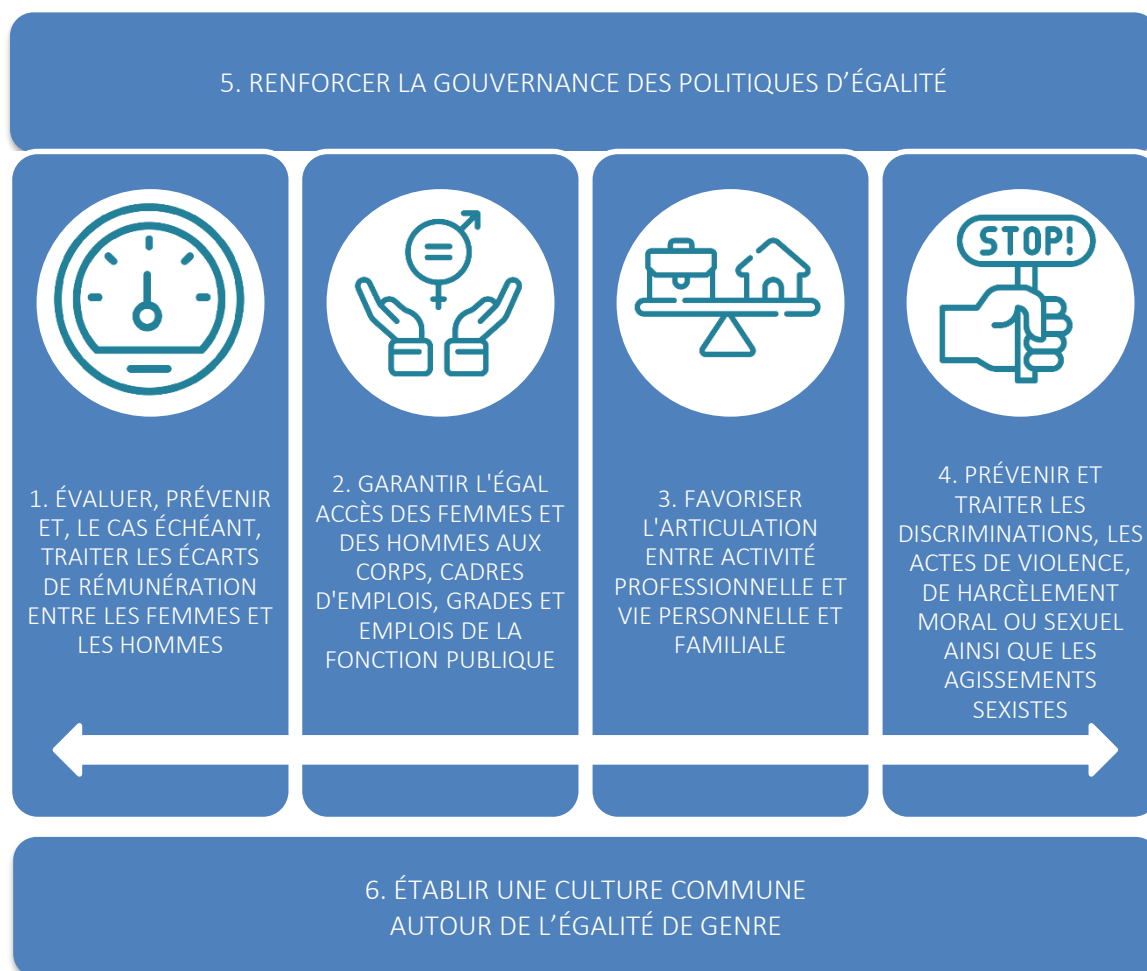 5. RENFORCER LA GOUVERNANCE DES POLITIQUES D’ÉGALITÉ
1. ÉVALUER, PRÉVENIR
ET, LE CAS ÉCHÉANT,
TRAITER LES ÉCARTS
DE RÉMUNÉRATION
ENTRE LES FEMMES ET
LES HOMMES
2. GARANTIR L'ÉGAL
ACCÈS DES FEMMES ET
DES HOMMES AUX
CORPS, CADRES
D'EMPLOIS, GRADES ET
EMPLOIS DE LA
FONCTION PUBLIQUE
3. FAVORISER
L'ARTICULATION
ENTRE ACTIVITÉ
PROFESSIONNELLE ET
VIE PERSONNELLE ET
FAMILIALE
STOP!
4. PRÉVENIR ET
TRAITER LES
DISCRIMINATIONS, LES
ACTES DE VIOLENCE,
DE HARCÈLEMENT
MORAL OU SEXUEL
AINSI QUE LES
AGISSEMENTS
SEXISTES
6. ÉTABLIR UNE CULTURE COMMUNE
AUTOUR DE L’ÉGALITÉ DE GENRE